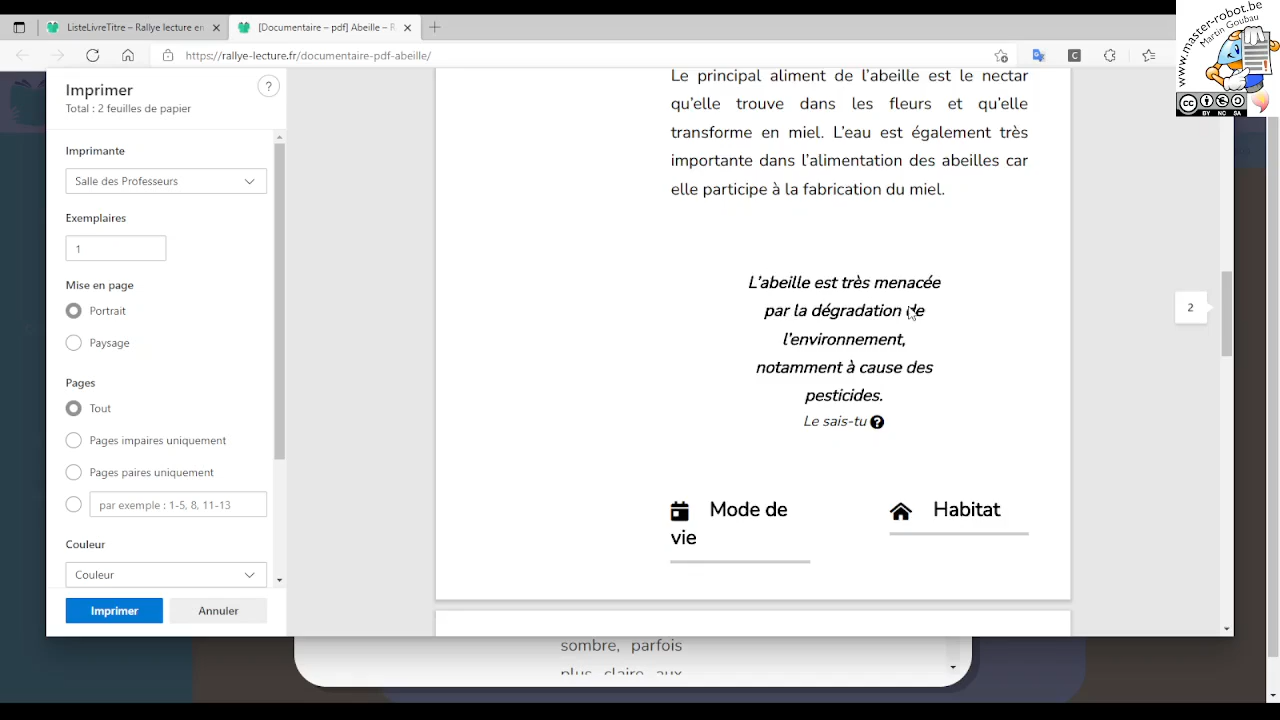 ListeLivreTitre – Rallye lecture en
[Documentaire – pdf] Abeille – R
https://rallye-lecture.fr/documentaire-pdf-abeille/
www.master-robot.be
Martin Goubau
BY NC SA
Imprimer
?
Total : 2 feuilles de papier
Imprimante
Salle des Professeurs
Exemplaires
1
Mise en page
Portrait
Paysage
Pages
Tout
Pages impaires uniquement
Pages paires uniquement
par exemple : 1-5, 8, 11-13
Couleur
Couleur
Imprimer
Annuler
Le principal aliment de l'abeille est le nectar
qu'elle trouve dans les fleurs et qu'elle
transforme en miel. L'eau est également très
importante dans l'alimentation des abeilles car
elle participe à la fabrication du miel.
L'abeille est très menacée
par la dégradation de
l'environnement,
notamment à cause des
pesticides.
Le sais-tu ?
Mode de
vie
Habitat
2
sombre, parfois
plus claire aux